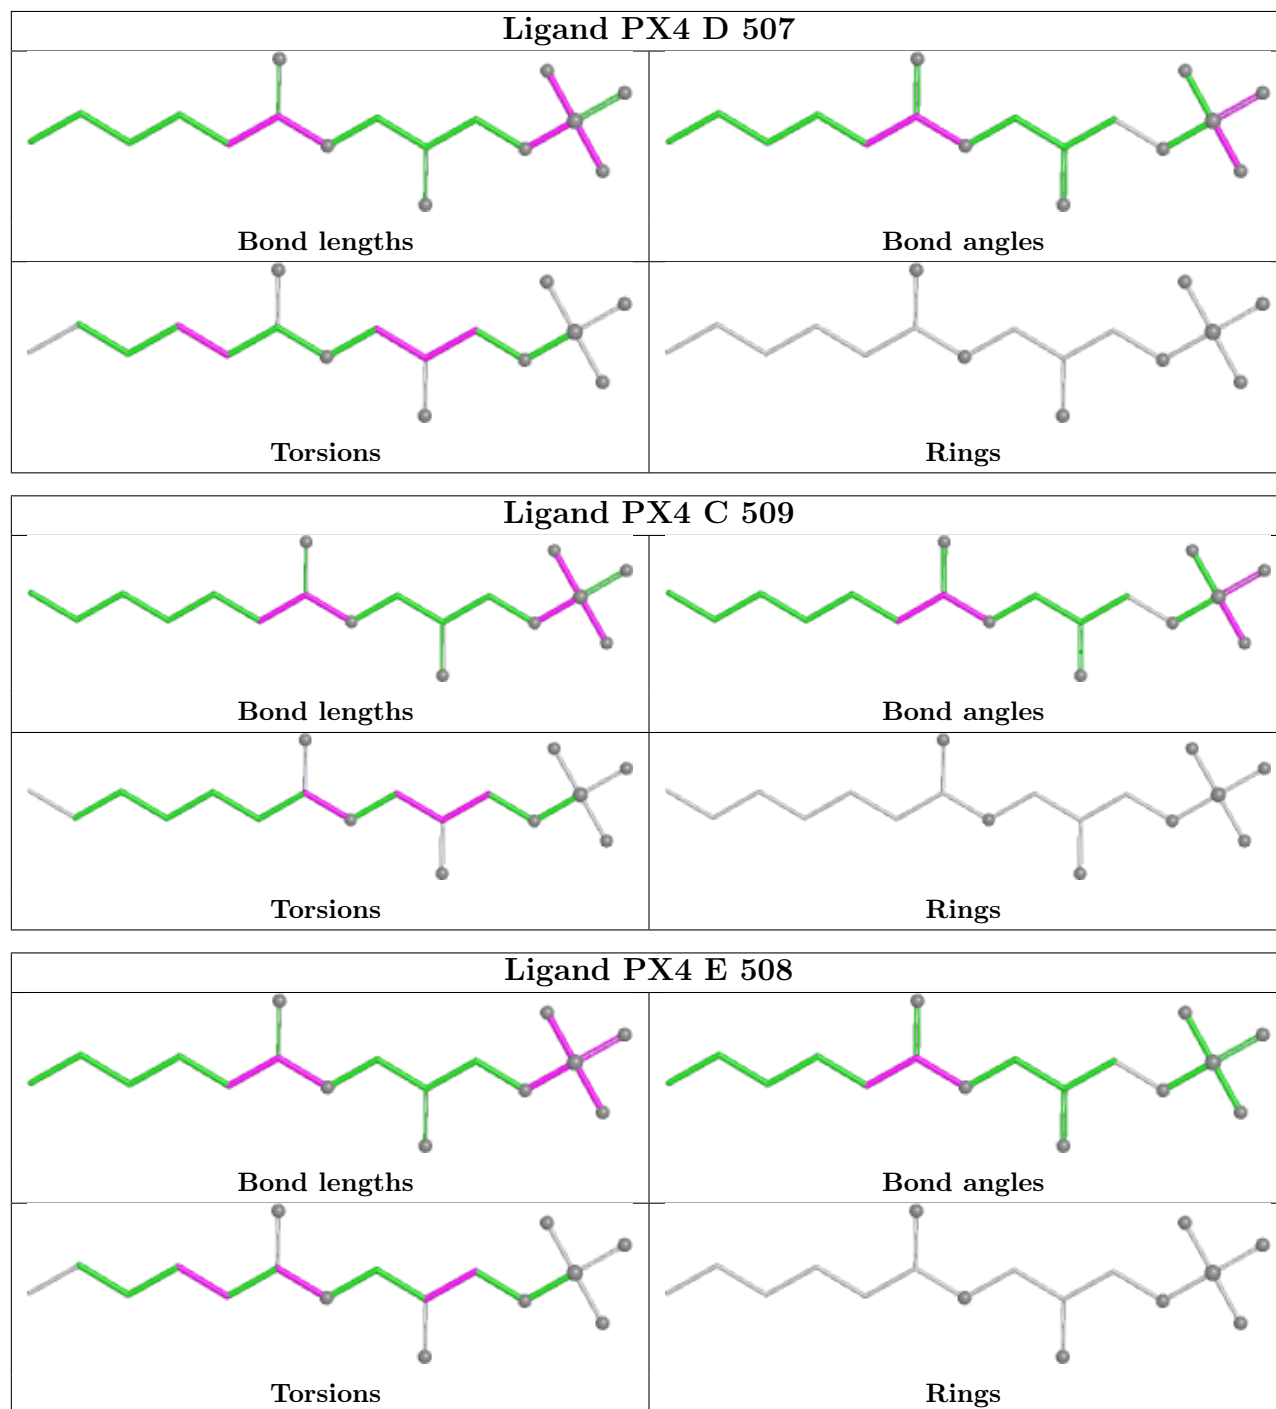 Ligand PX4 D 507
Bond lengths
Bond angles
Torsions
Rings
Ligand PX4 C 509
Bond lengths
Bond angles
Torsions
Rings
Ligand PX4 E 508
Bond lengths
Bond angles
Torsions
Rings